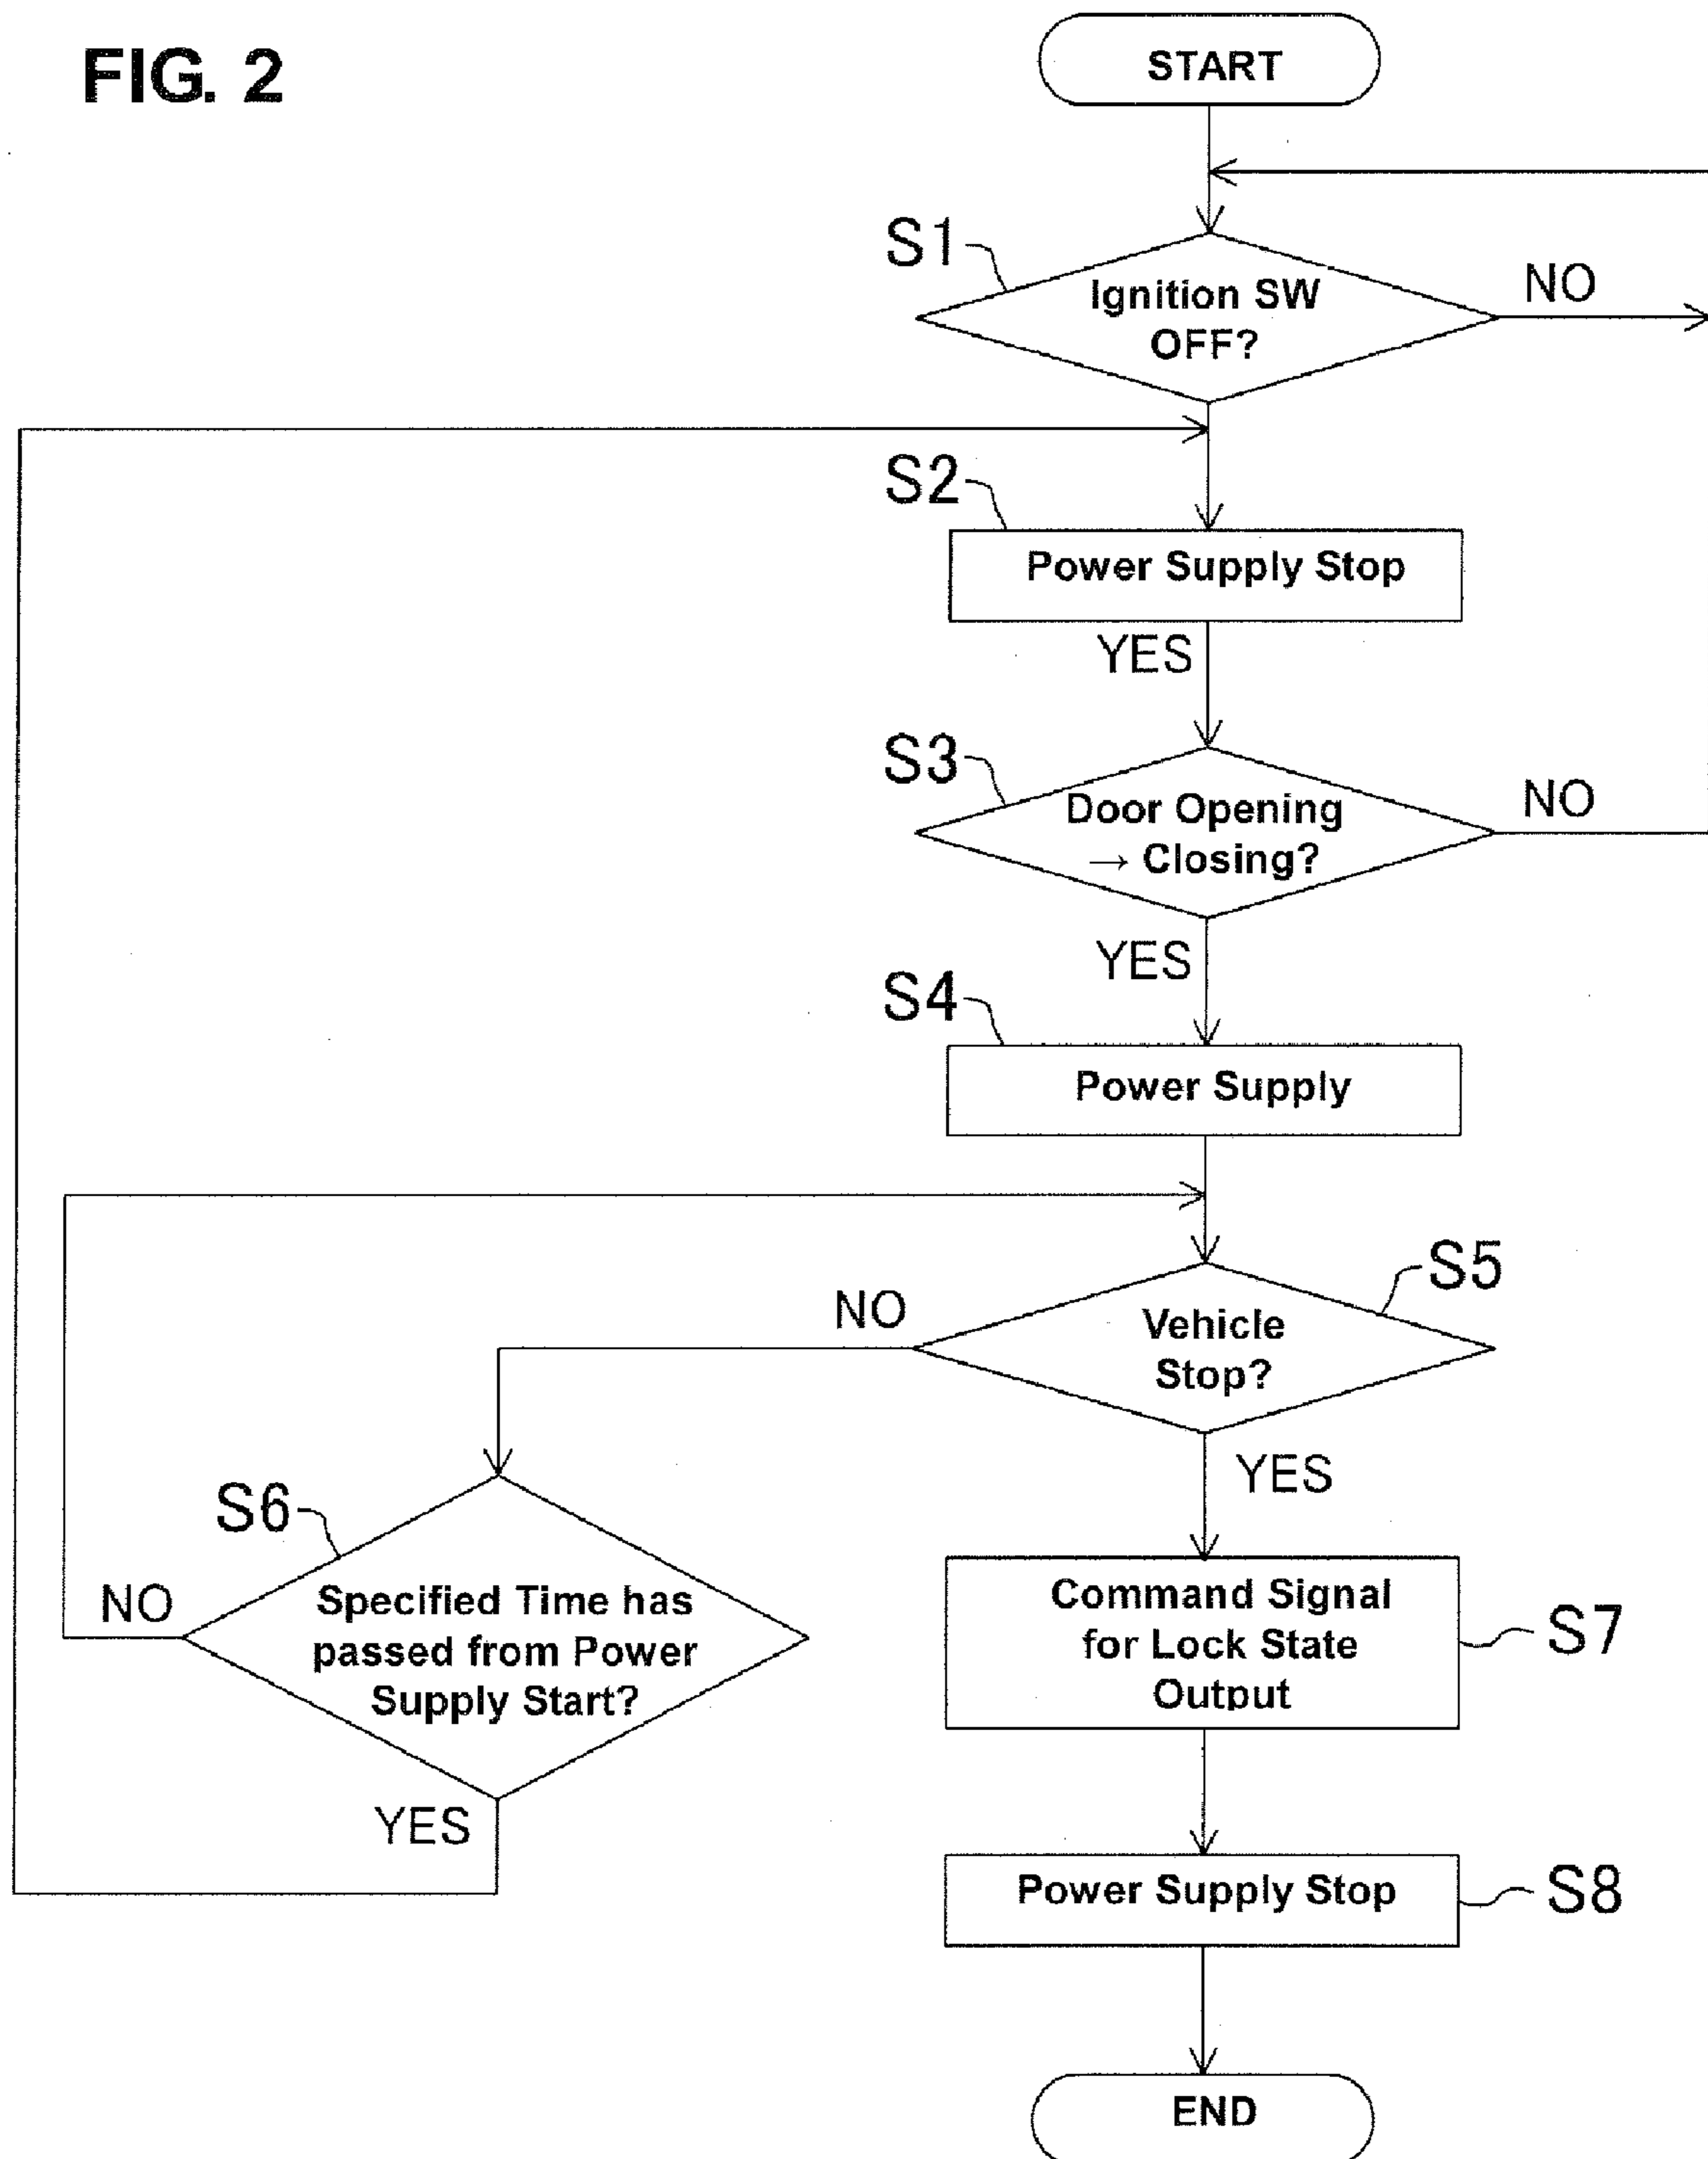 FIG. 2
START
S1
Ignition SW
OFF?
NO
S2
Power Supply Stop
YES
S3
Door Opening
→ Closing?
NO
YES
S4
Power Supply
S5
Vehicle
Stop?
NO
YES
S6
Specified Time has
passed from Power
Supply Start?
NO
YES
Command Signal
for Lock State
Output
S7
Power Supply Stop
S8
END